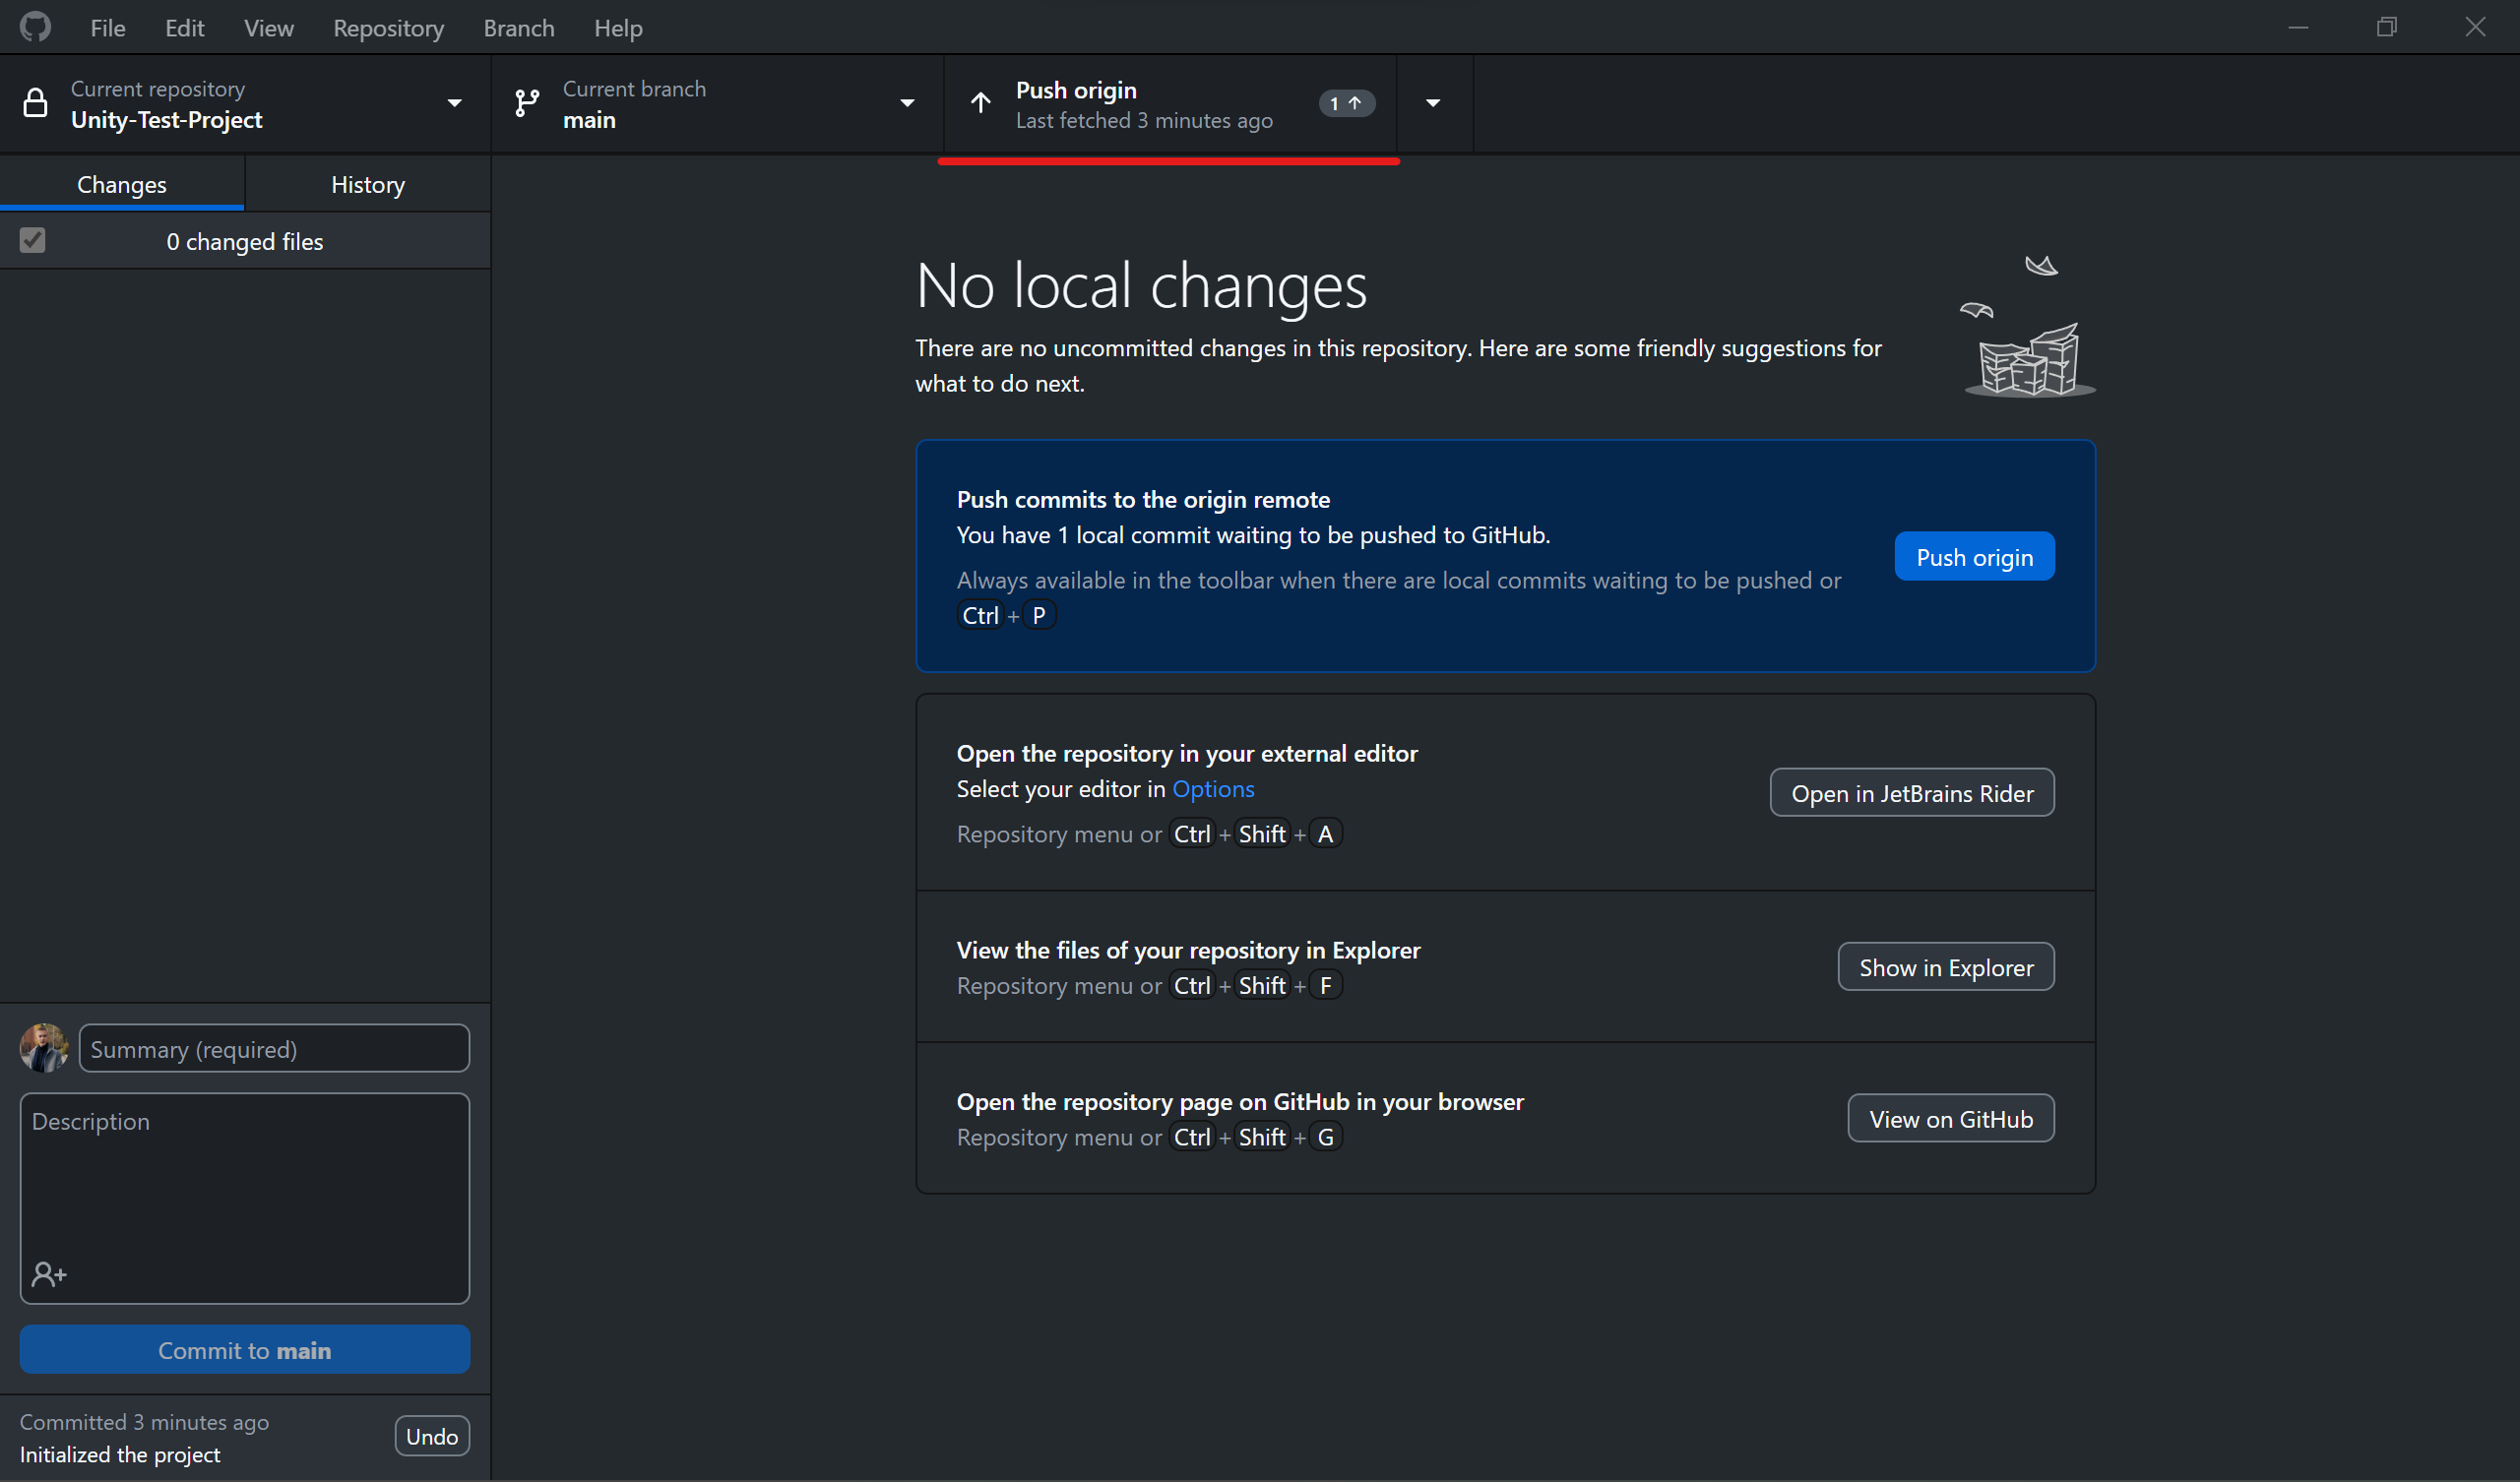 File Edit View Repository Branch Help
Current repository
Unity-Test-Project
Current branch
main
Push origin
Last fetched 3 minutes ago
1
Changes
History
0 changed files
No local changes
There are no uncommitted changes in this repository. Here are some friendly suggestions for
what to do next.
Push commits to the origin remote
You have 1 local commit waiting to be pushed to GitHub.
Always available in the toolbar when there are local commits waiting to be pushed or
Ctrl + P
Push origin
Open the repository in your external editor
Select your editor in Options
Repository menu or Ctrl + Shift + A
Open in JetBrains Rider
View the files of your repository in Explorer
Repository menu or Ctrl + Shift + F
Show in Explorer
Open the repository page on GitHub in your browser
Repository menu or Ctrl + Shift + G
View on GitHub
Summary (required)
Description
Commit to main
Committed 3 minutes ago
Initialized the project
Undo